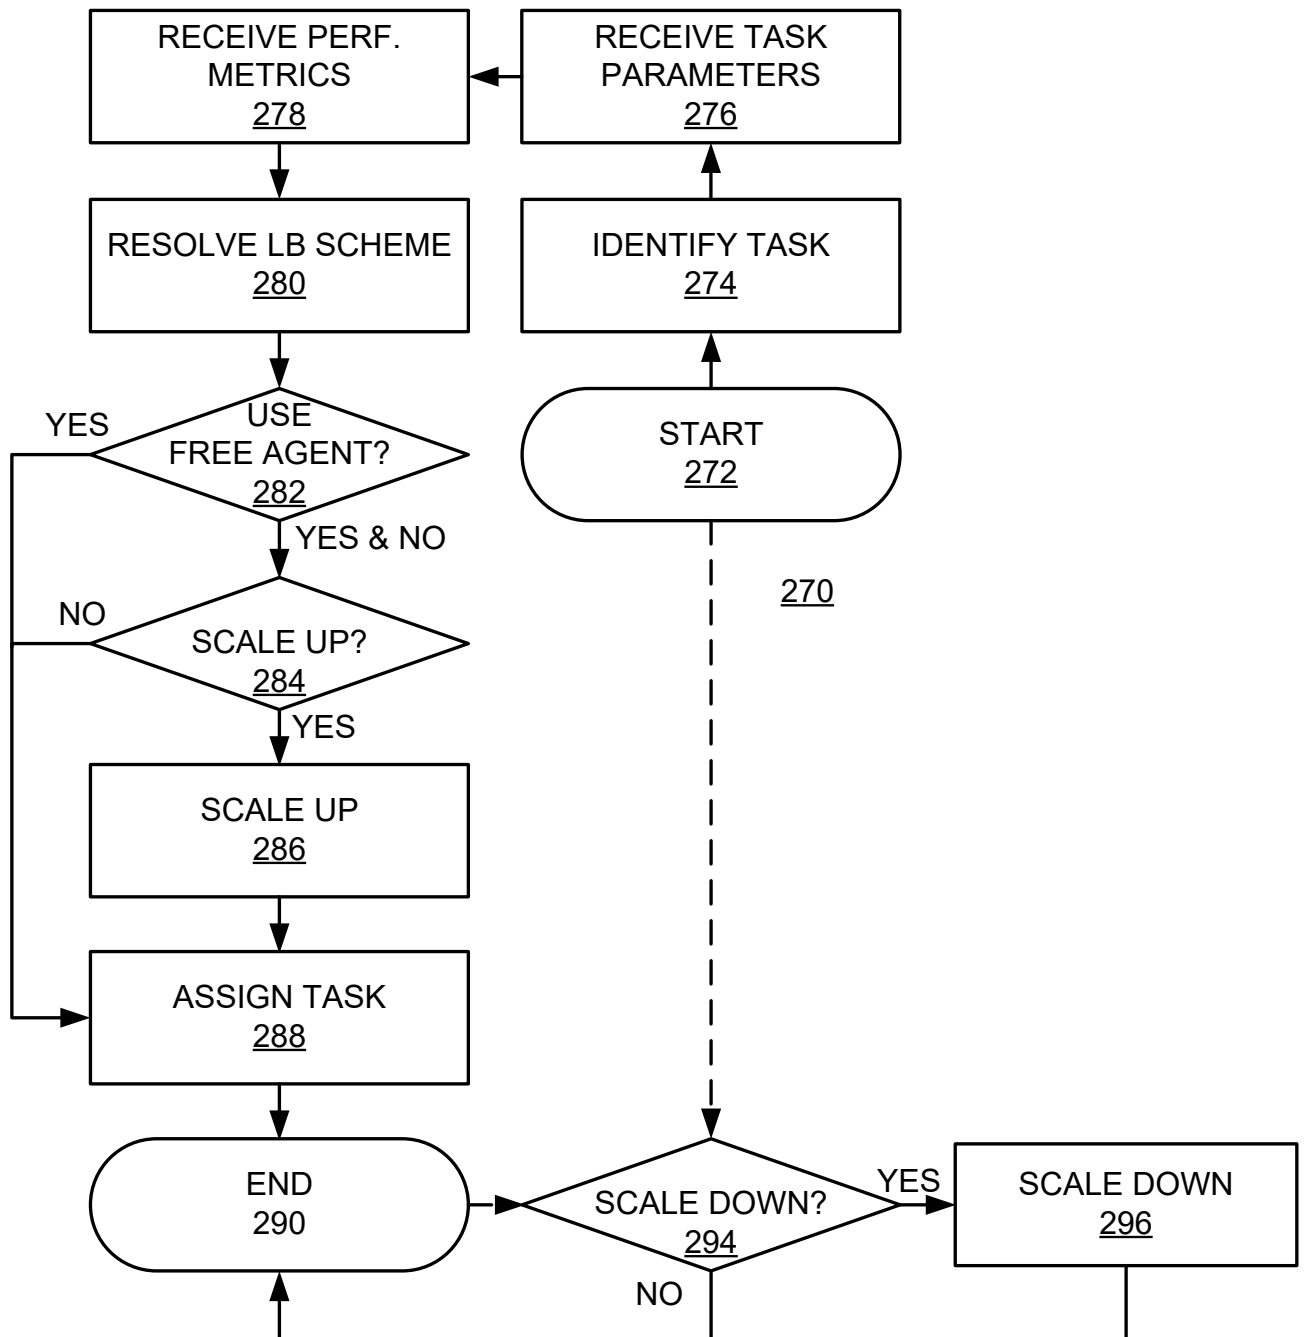 RECEIVE PERF.
METRICS
278
RECEIVE TASK
PARAMETERS
276
RESOLVE LB SCHEME
280
IDENTIFY TASK
274
YES
USE
FREE AGENT?
282
START
272
YES & NO
270
NO
SCALE UP?
284
YES
SCALE UP
286
ASSIGN TASK
288
END
290
SCALE DOWN?
294
YES
SCALE DOWN
296
NO